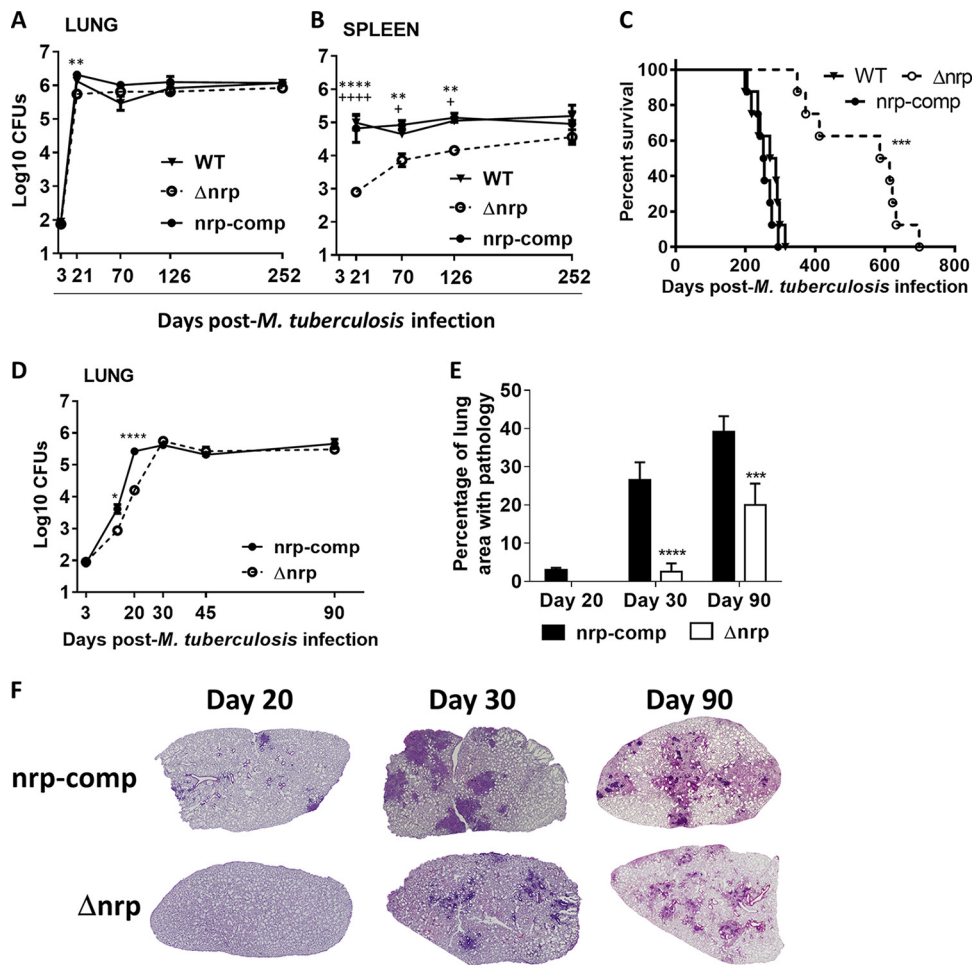 A LUNG
7
6
5
4
3
2
1
Log10 CFUs
**
WT
Δnrp
nrp-comp
3 21 70 126 252
B SPLEEN
7
6
5
4
3
2
1
****
++++
**
+
**
+
WT
Δnrp
nrp-comp
3 21 70 126 252
Days post-M. tuberculosis infection
C
Percent survival
100
80
60
40
20
0
WT Δnrp
nrp-comp
***
0 200 400 600 800
Days post-M. tuberculosis infection
D LUNG
7
6
5
4
3
2
1
Log10 CFUs
*
****
nrp-comp
Δnrp
3 20 30 45 90
Days post-M. tuberculosis infection
E
Percentage of lung
area with pathology
50
40
30
20
10
0
****
***
Day 20 Day 30 Day 90
nrp-comp Δnrp
F
Day 20 Day 30 Day 90
nrp-comp
Δnrp